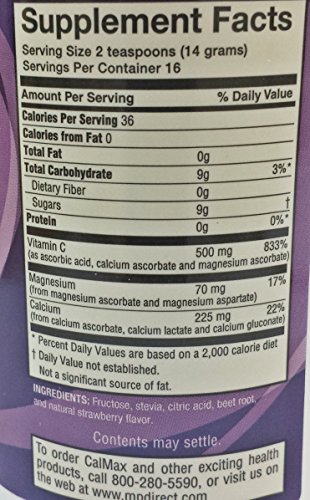 Supplement Facts
Serving Size 2 teaspoons (14 grams)
Servings Per Container 16
Amount Per Serving % Daily Value
Calories Per Serving 36
Calories from Fat 0
Total Fat 0g
Total Carbohydrate 9g 3%*
Dietary Fiber 0g
Sugars 9g †
Protein 0g 0%*
Vitamin C 500 mg 833%
(as ascorbic acid, calcium ascorbate and magnesium ascorbate)
Magnesium 70 mg 17%
(from magnesium ascorbate and magnesium aspartate)
Calcium 225 mg 22%
(from calcium ascorbate, calcium lactate and calcium gluconate)
* Percent Daily Values are based on a 2,000 calorie diet
† Daily Value not established.
Not a significant source of fat.
INGREDIENTS: Fructose, stevia, citric acid, beet root,
and natural strawberry flavor.
Contents may settle.
To order CalMax and other exciting health
products, call 800-280-5590, or visit us on
the web at www.mpdirect.com